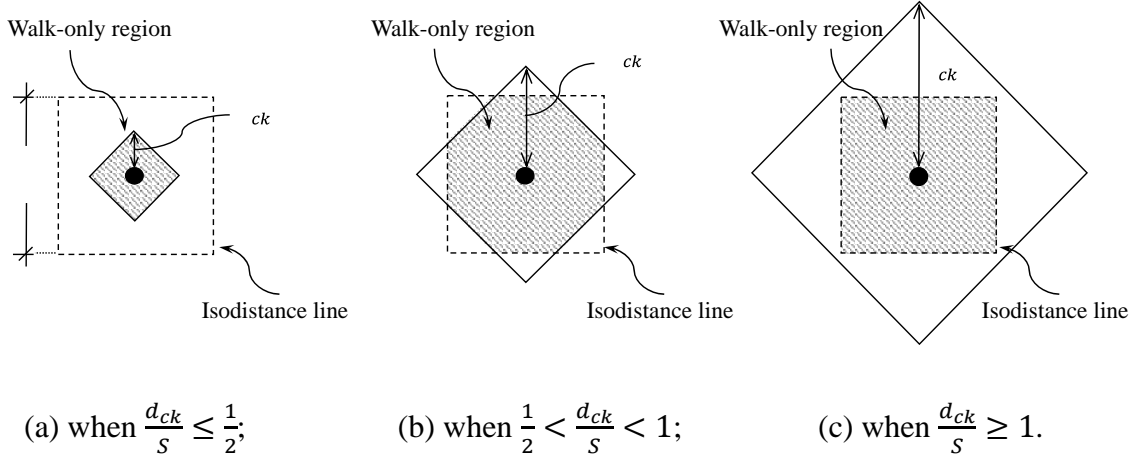 Walk-only region
ck
Isodistance line
(a) when d_ck/S ≤ 1/2;
Walk-only region
ck
Isodistance line
(b) when 1/2 < d_ck/S < 1;
Walk-only region
ck
Isodistance line
(c) when d_ck/S ≥ 1.